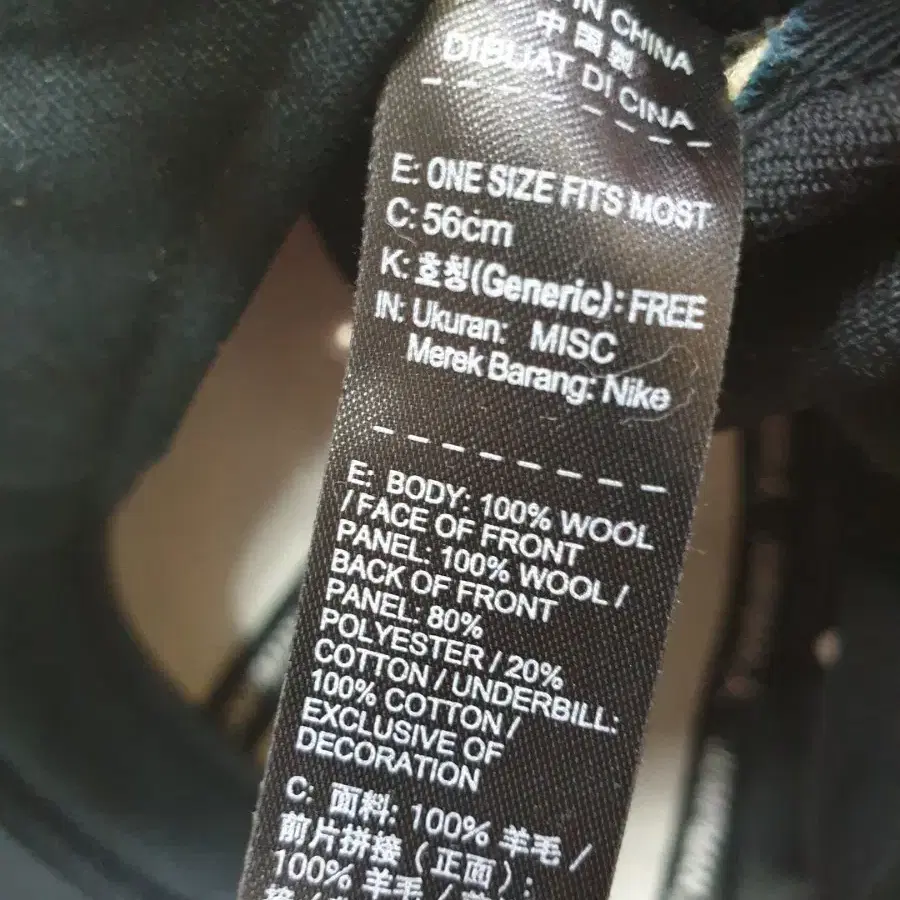 IN CHINA
中國製
DIBUAT DI CINA
E: ONE SIZE FITS MOST
C: 56cm
K: 호칭(Generic): FREE
IN: Ukuran: MISC
Merek Barang: Nike
E: BODY: 100% WOOL
/ FACE OF FRONT
PANEL: 100% WOOL /
BACK OF FRONT
PANEL: 80%
POLYESTER / 20%
COTTON / UNDERBILL:
100% COTTON /
EXCLUSIVE OF
DECORATION
C: 面料: 100% 羊毛 /
前片拼接 (正面):
100% 羊毛 /